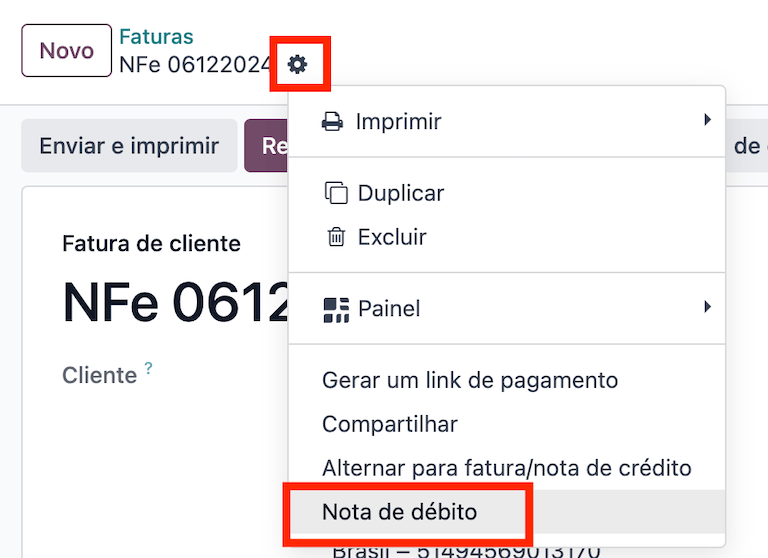 Novo
Faturas
NFe 06122024
Imprimir
Enviar e imprimir
Re
de
Duplicar
Excluir
Fatura de cliente
NFe 0612
Painel
Cliente ?
Gerar um link de pagamento
Compartilhar
Alternar para fatura/nota de crédito
Nota de débito
Brasil – 51494569013170